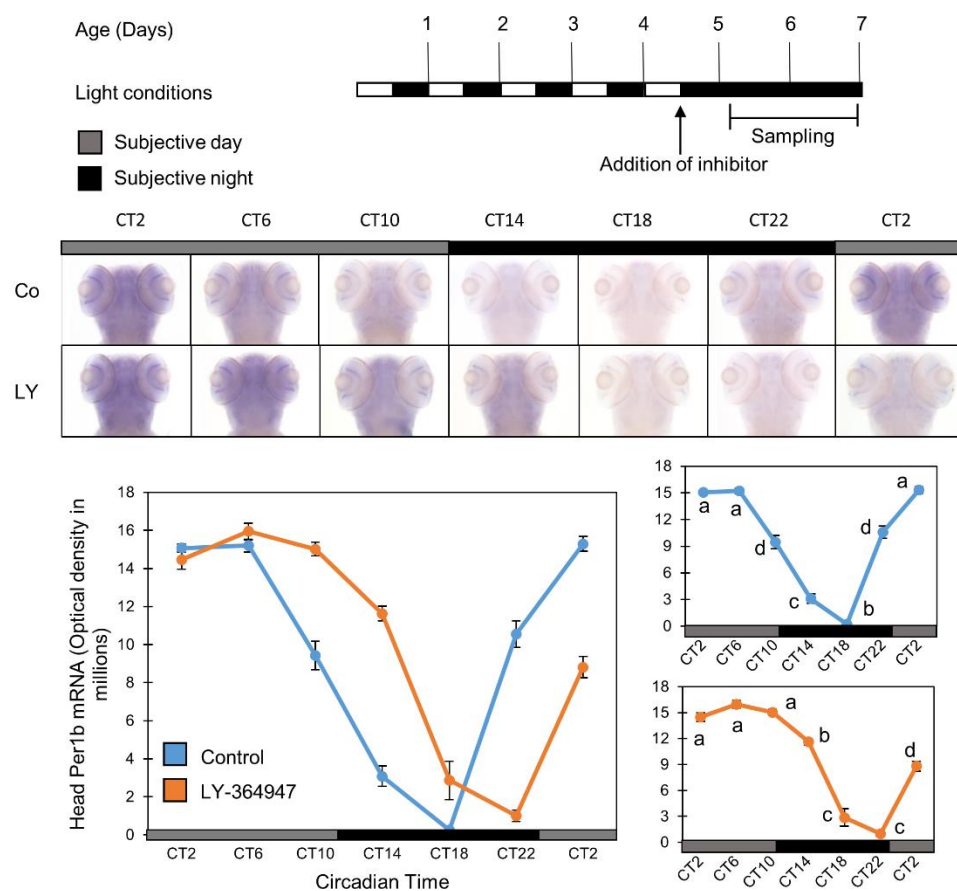 Age (Days)
1 2 3 4 5 6 7
Light conditions
Subjective day
Subjective night
Sampling
Addition of inhibitor
CT2 CT6 CT10 CT14 CT18 CT22 CT2
Co
LY
Head Per1b mRNA (Optical density in
millions)
18
16
14
12
10
8
6
4
2
0
Control
LY-364947
CT2 CT6 CT10 CT14 CT18 CT22 CT2
Circadian Time
18
15
12
9
6
3
0
a a d c b d a
CT2 CT6 CT10 CT14 CT18 CT22 CT2
18
15
12
9
6
3
0
a a a b c c d
CT2 CT6 CT10 CT14 CT18 CT22 CT2